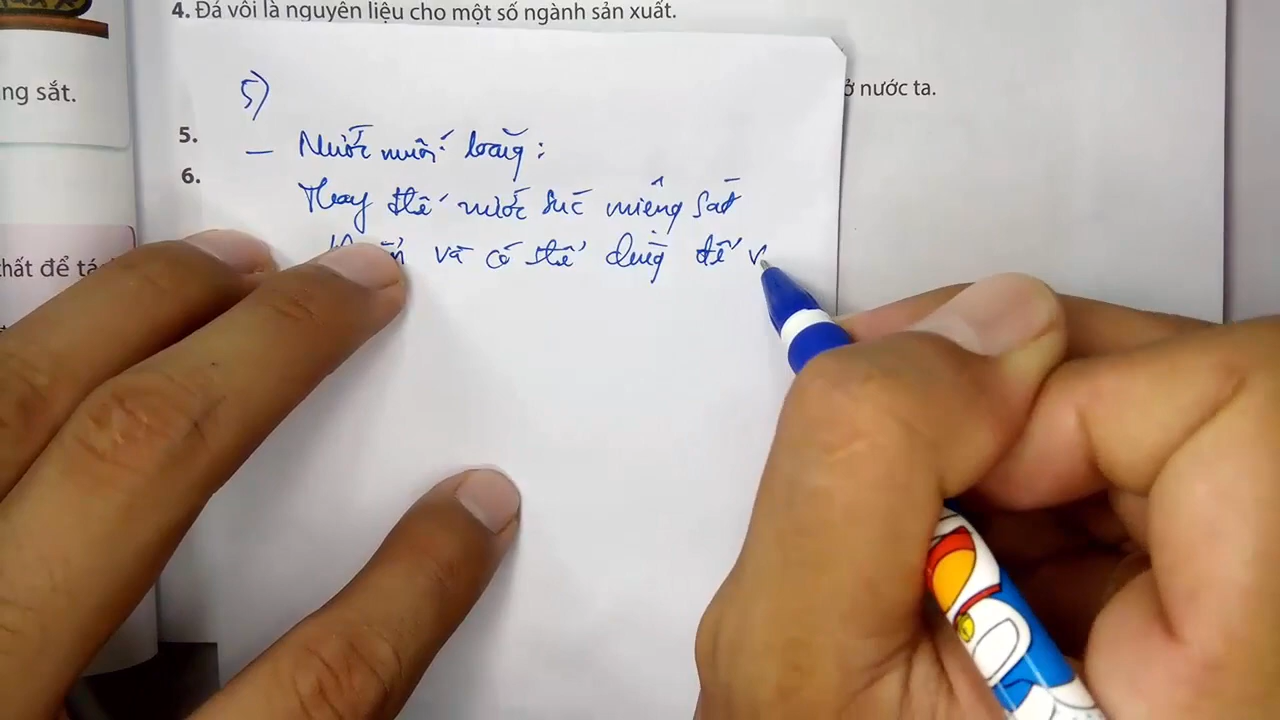 4. Đá vôi là nguyên liệu cho một số ngành sản xuất.
ng sắt.
ở nước ta.
5)
5.
– Nước muối loãng:
6.
Thay thế nước súc miệng sát
và có thể dùng để v
hất để tá